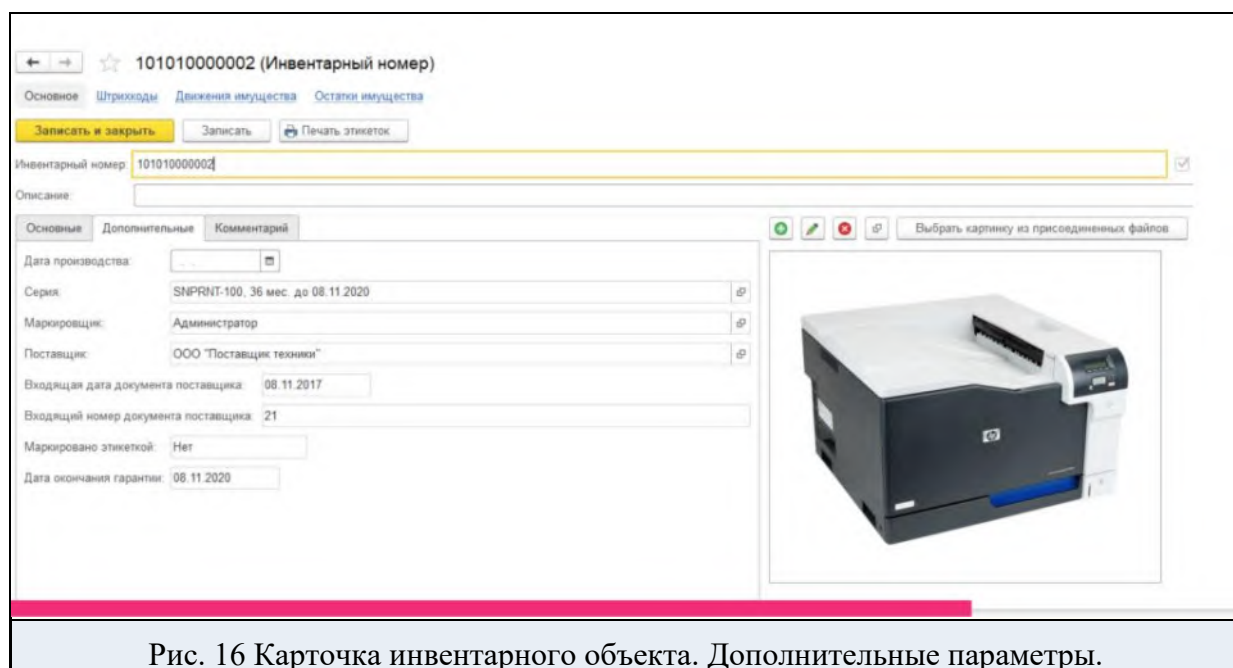 101010000002 (Инвентарный номер)
Основное Штрихкоды Движения имущества Остатки имущества
Записать и закрыть Записать Печать этикеток
Инвентарный номер: 101010000002
Описание:
Основные Дополнительные Комментарий Выбрать картинку из присоединенных файлов
Дата производства: . .
Серия: SNPRNT-100, 36 мес. до 08.11.2020
Маркировщик: Администратор
Поставщик: ООО "Поставщик техники"
Входящая дата документа поставщика: 08.11.2017
Входящий номер документа поставщика: 21
Маркировано этикеткой: Нет
Дата окончания гарантии: 08.11.2020
hp
Рис. 16 Карточка инвентарного объекта. Дополнительные параметры.